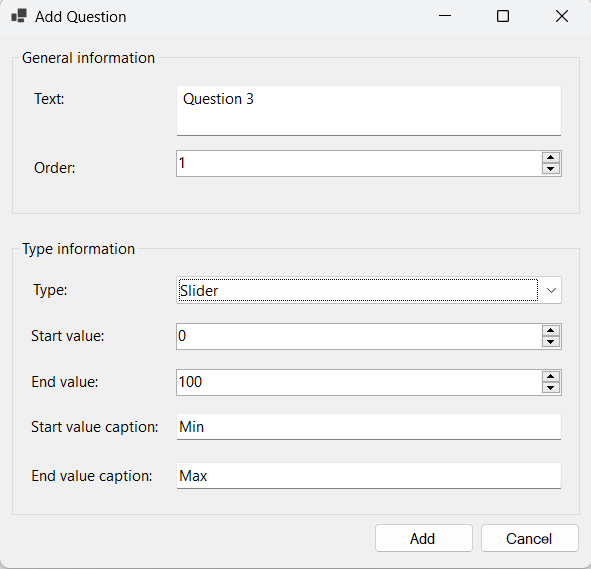 Add Question
General information
Text: Question 3
Order: 1
Type information
Type: Slider
Start value: 0
End value: 100
Start value caption: Min
End value caption: Max
Add Cancel